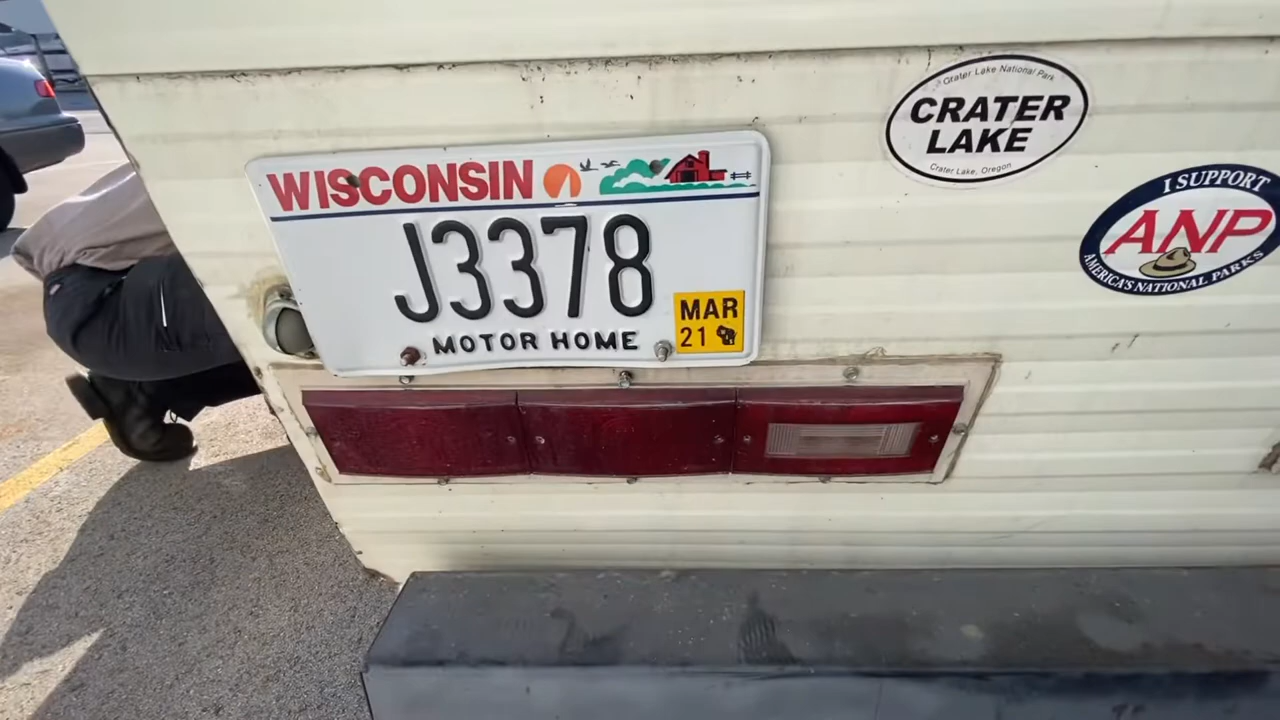 WISCONSIN
J3378
MAR
21
MOTOR HOME
Crater Lake National Park
CRATER
LAKE
Crater Lake, Oregon
I SUPPORT
ANP
AMERICA'S NATIONAL PARKS